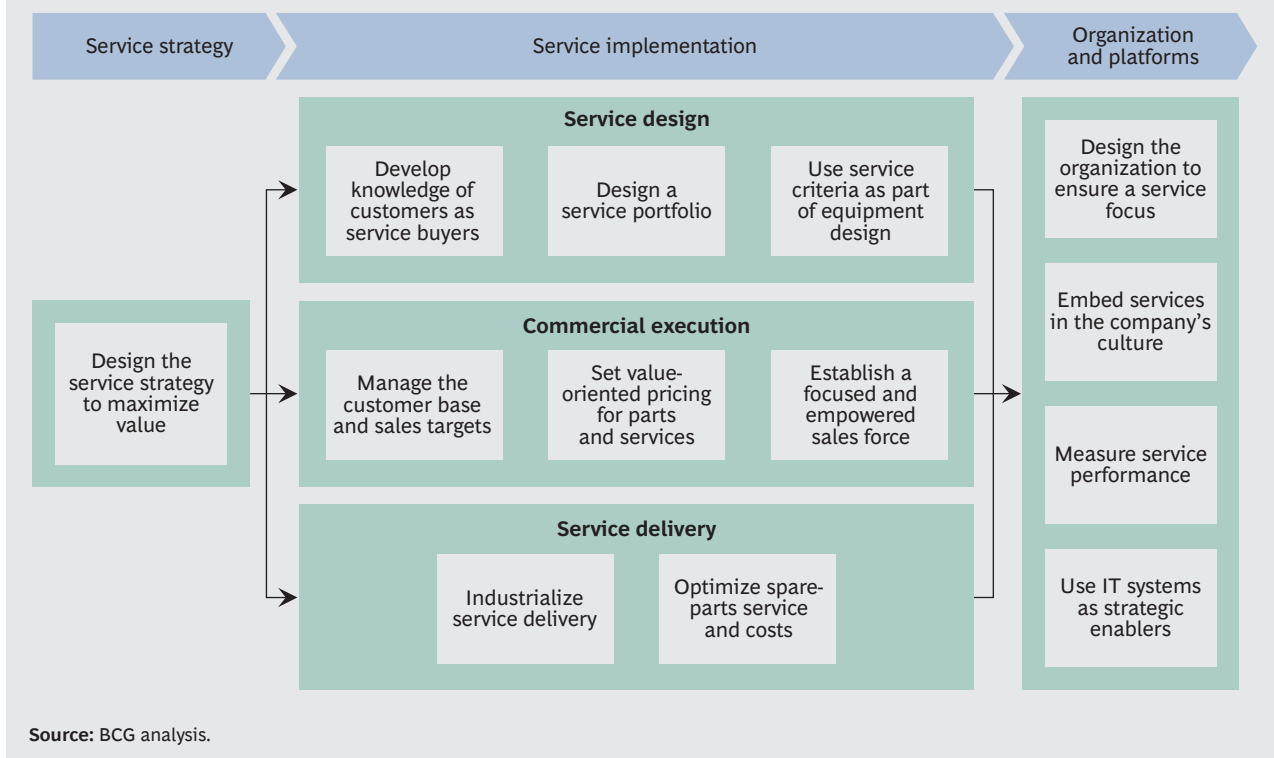 Service strategy
Service implementation
Organization
and platforms
Service design
Develop
knowledge of
customers as
service buyers
Design a
service portfolio
Use service
criteria as part
of equipment
design
Commercial execution
Manage the
customer base
and sales targets
Set value-
oriented pricing
for parts
and services
Establish a
focused and
empowered
sales force
Service delivery
Industrialize
service delivery
Optimize spare-
parts service
and costs
Design the
service strategy
to maximize
value
Design the
organization to
ensure a service
focus
Embed services
in the company’s
culture
Measure service
performance
Use IT systems
as strategic
enablers
Source: BCG analysis.